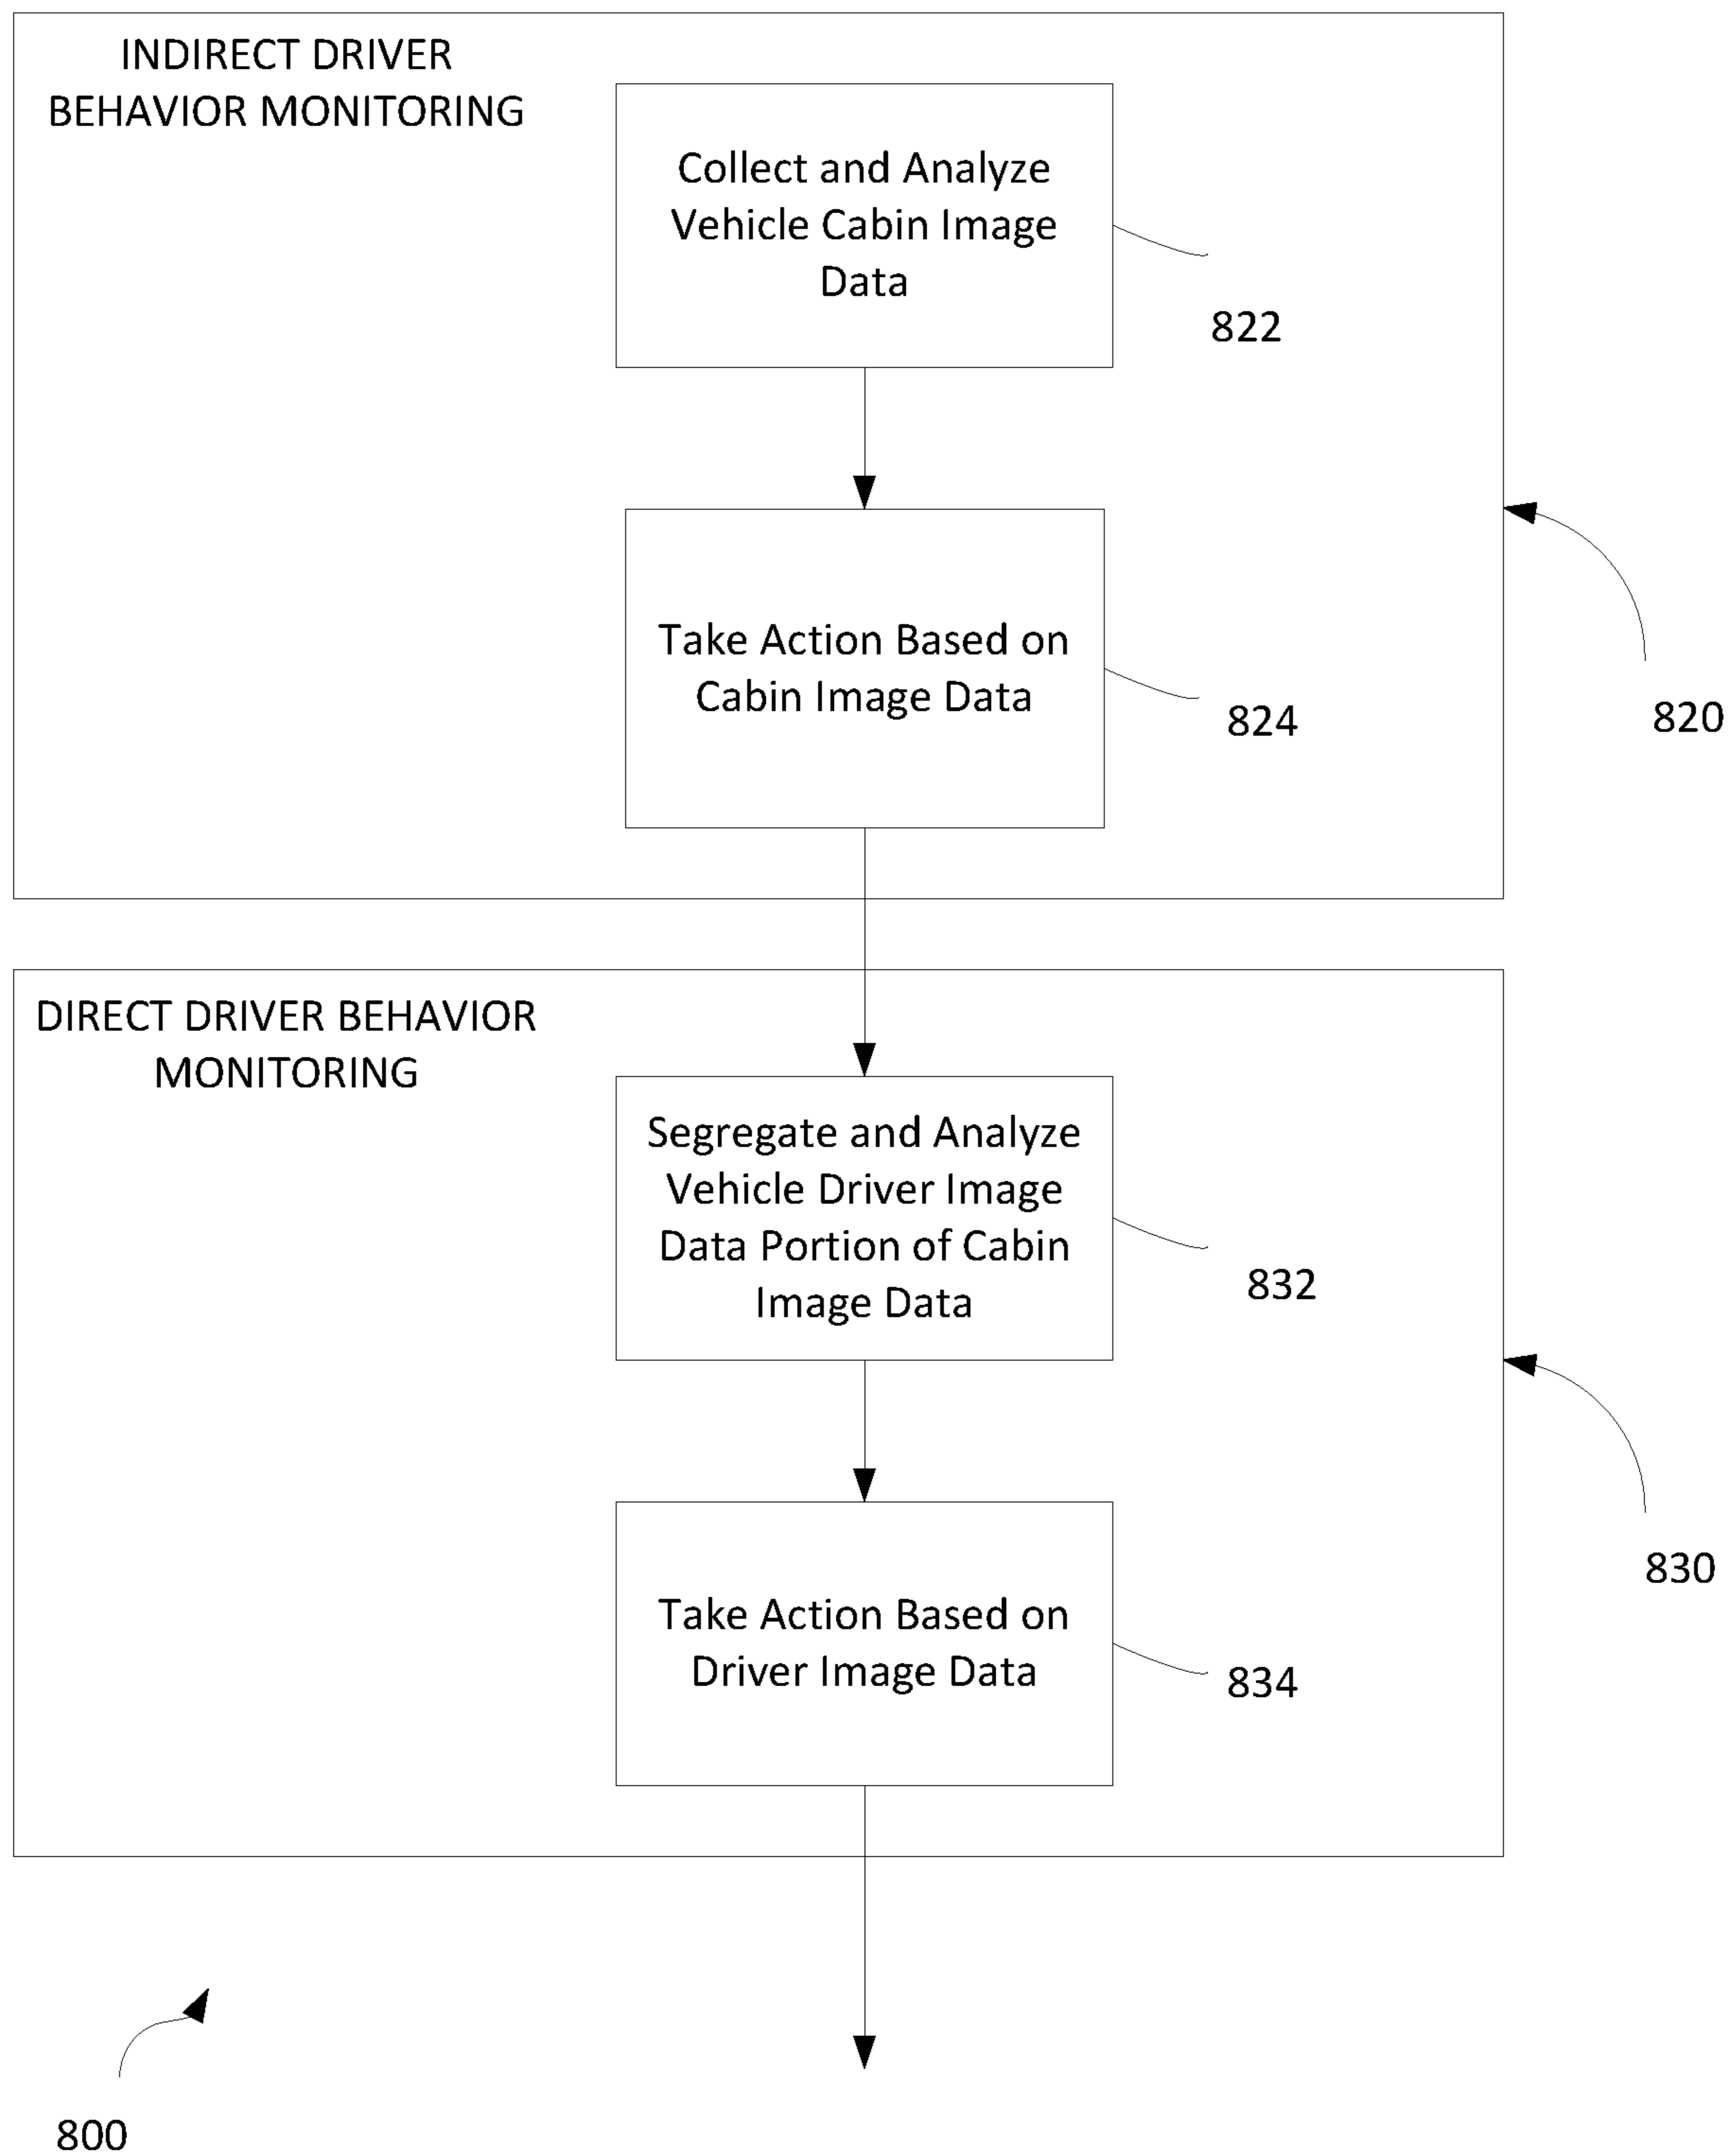 INDIRECT DRIVER
BEHAVIOR MONITORING
Collect and Analyze
Vehicle Cabin Image
Data
822
Take Action Based on
Cabin Image Data
824
820
DIRECT DRIVER BEHAVIOR
MONITORING
Segregate and Analyze
Vehicle Driver Image
Data Portion of Cabin
Image Data
832
830
Take Action Based on
Driver Image Data
834
800